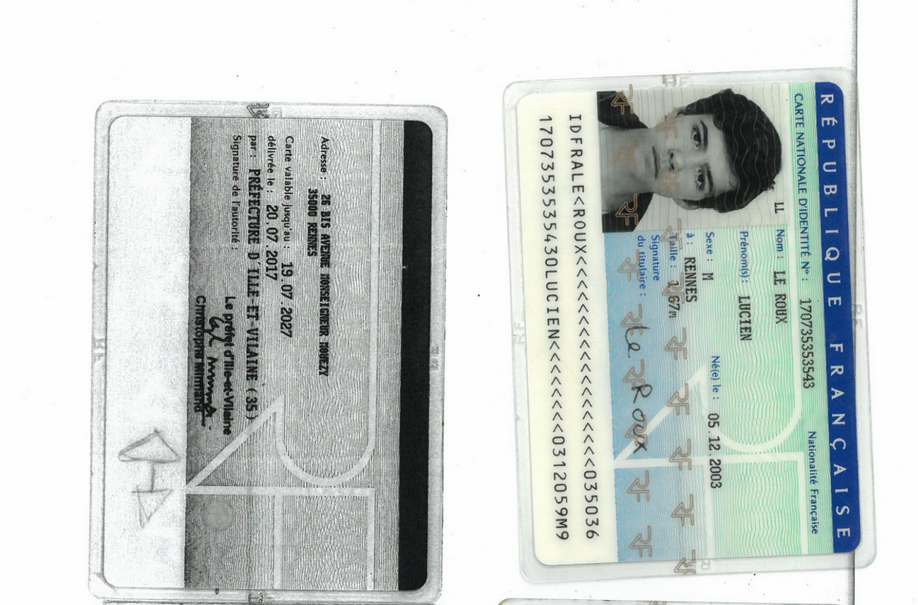 Adresse : 26 BIS AVENUE MONSEIGNEUR MOUEZY
35000 RENNES
Carte valable jusqu'au : 19.07.2027
délivrée le : 20.07.2017
par : PRÉFECTURE D'ILLE-ET-VILAINE (35)
Signature de l'autorité :
Le préfet d'Ille-et-Vilaine
Christophe Mirmand
RÉPUBLIQUE FRANÇAISE
CARTE NATIONALE D'IDENTITÉ N° : 170735353543 Nationalité Française
LL
Nom : LE ROUX
Prénom(s) : LUCIEN
Sexe : M Né(e) le : 05.12.2003
à : RENNES
Taille : 1,67m
Signature
du titulaire : Le Roux
IDFRALE<ROUX<<<<<<<<<<<<<<<<<<035036
1707353535430LUCIEN<<<<<<<<0312059M9